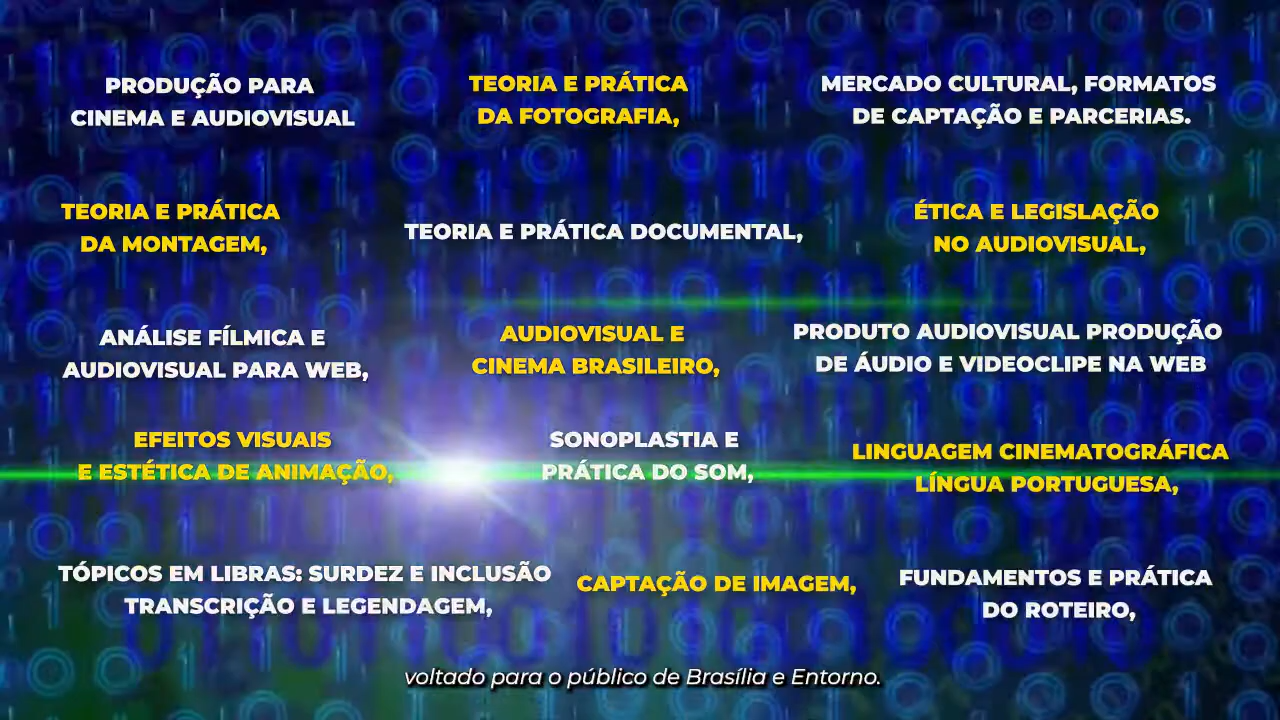 PRODUÇÃO PARA
CINEMA E AUDIOVISUAL
TEORIA E PRÁTICA
DA FOTOGRAFIA,
MERCADO CULTURAL, FORMATOS
DE CAPTAÇÃO E PARCERIAS.
TEORIA E PRÁTICA
DA MONTAGEM,
TEORIA E PRÁTICA DOCUMENTAL,
ÉTICA E LEGISLAÇÃO
NO AUDIOVISUAL,
ANÁLISE FÍLMICA E
AUDIOVISUAL PARA WEB,
AUDIOVISUAL E
CINEMA BRASILEIRO,
PRODUTO AUDIOVISUAL PRODUÇÃO
DE ÁUDIO E VIDEOCLIPE NA WEB
EFEITOS VISUAIS
E ESTÉTICA DE ANIMAÇÃO,
SONOPLASTIA E
PRÁTICA DO SOM,
LINGUAGEM CINEMATOGRÁFICA
LÍNGUA PORTUGUESA,
TÓPICOS EM LIBRAS: SURDEZ E INCLUSÃO
TRANSCRIÇÃO E LEGENDAGEM,
CAPTAÇÃO DE IMAGEM,
FUNDAMENTOS E PRÁTICA
DO ROTEIRO,
voltado para o público de Brasília e Entorno.